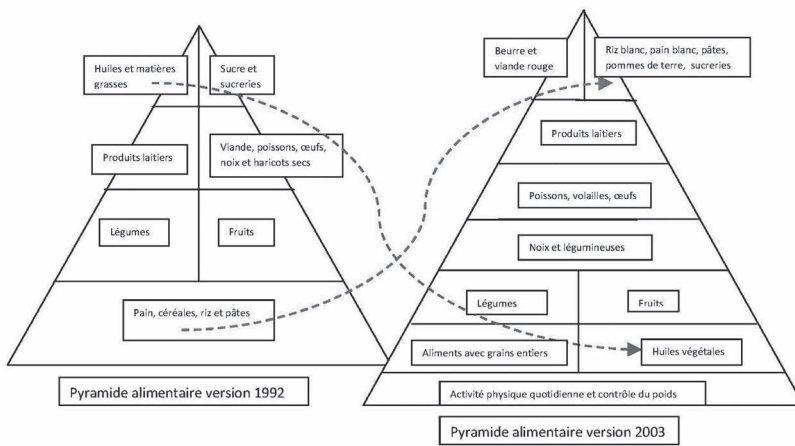 Huiles et matières
grasses
Sucre et
sucreries
Produits laitiers
Viande, poissons, œufs,
noix et haricots secs
Légumes
Fruits
Pain, céréales, riz et pâtes
Pyramide alimentaire version 1992
Beurre et
viande rouge
Riz blanc, pain blanc, pâtes,
pommes de terre, sucreries
Produits laitiers
Poissons, volailles, œufs
Noix et légumineuses
Légumes
Fruits
Aliments avec grains entiers
Huiles végétales
Activité physique quotidienne et contrôle du poids
Pyramide alimentaire version 2003